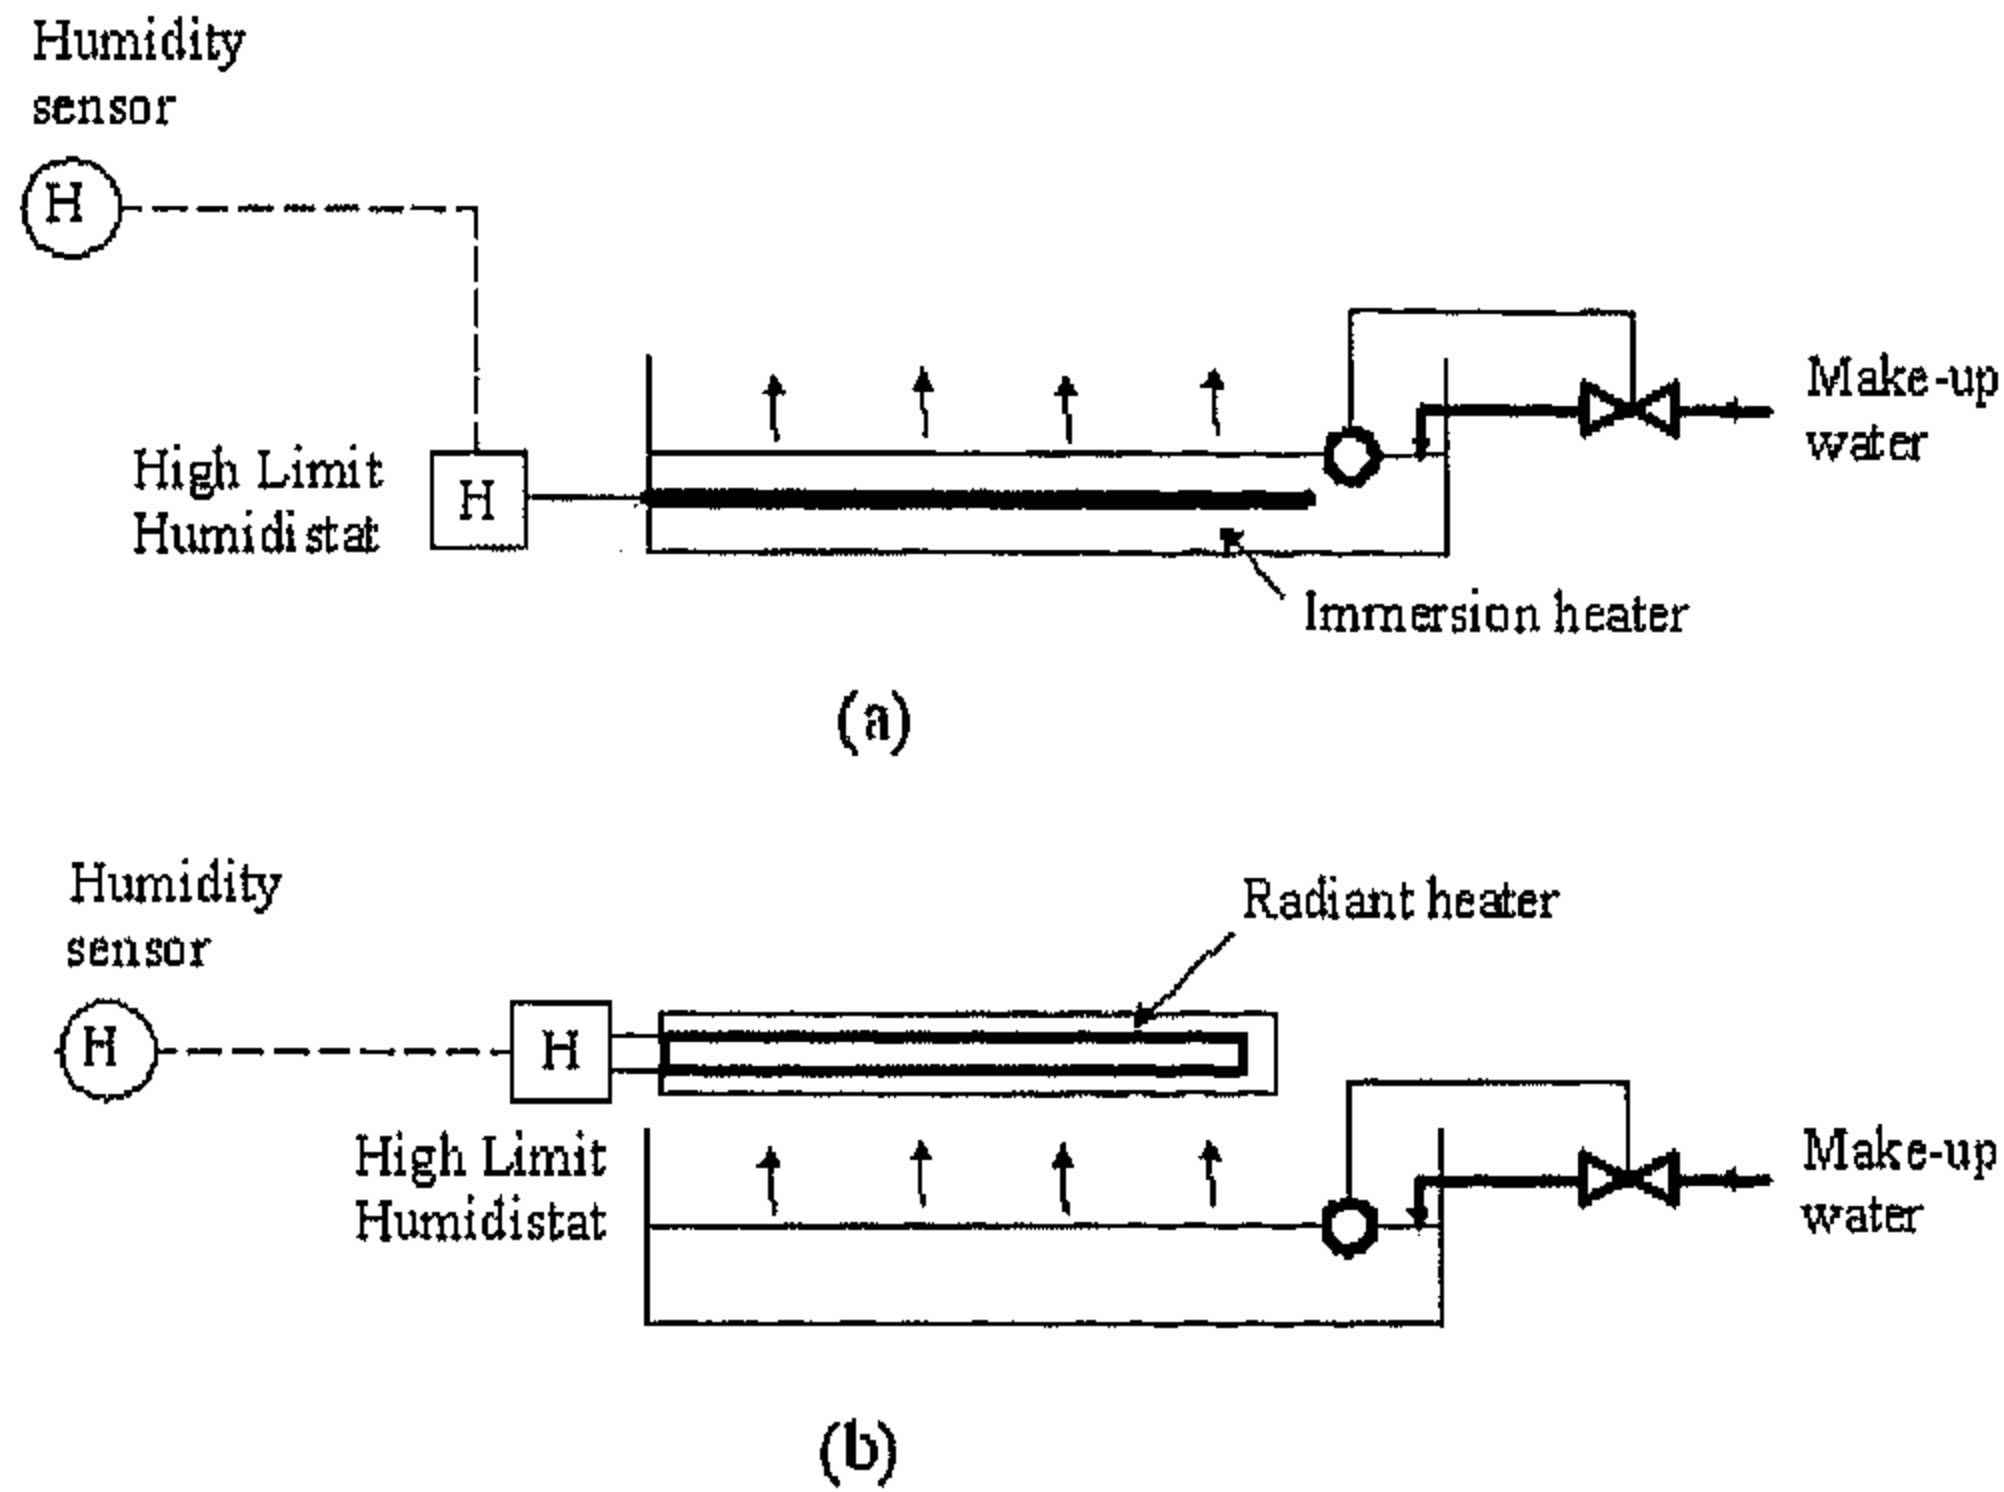 Humidity
sensor
H
High Limit
Humidistat
H
Make-up
water
Immersion heater
(a)
Humidity
sensor
Radiant heater
H
H
High Limit
Humidistat
Make-up
water
(b)